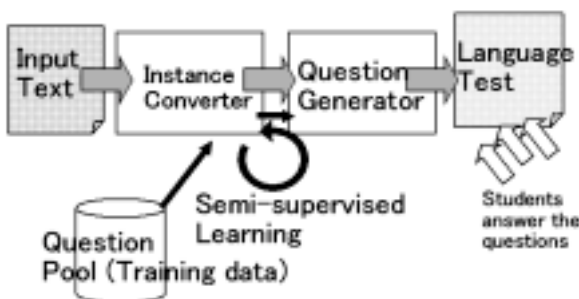 Input
Text
Instance
Converter
Question
Generator
Language
Test
Semi-supervised
Learning
Question
Pool (Training data)
Students
answer the
questions